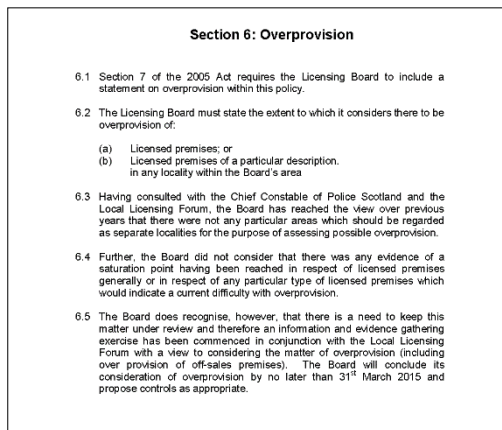 Section 6: Overprovision
6.1 Section 7 of the 2005 Act requires the Licensing Board to include a
statement on overprovision within this policy.
6.2 The Licensing Board must state the extent to which it considers there to be
overprovision of:
(a) Licensed premises; or
(b) Licensed premises of a particular description.
in any locality within the Board's area
6.3 Having consulted with the Chief Constable of Police Scotland and the
Local Licensing Forum, the Board has reached the view over previous
years that there were not any particular areas which should be regarded
as separate localities for the purpose of assessing possible overprovision.
6.4 Further, the Board did not consider that there was any evidence of a
saturation point having been reached in respect of licensed premises
generally or in respect of any particular type of licensed premises which
would indicate a current difficulty with overprovision.
6.5 The Board does recognise, however, that there is a need to keep this
matter under review and therefore an information and evidence gathering
exercise has been commenced in conjunction with the Local Licensing
Forum with a view to considering the matter of overprovision (including
over provision of off-sales premises). The Board will conclude its
consideration of overprovision by no later than 31st March 2015 and
propose controls as appropriate.